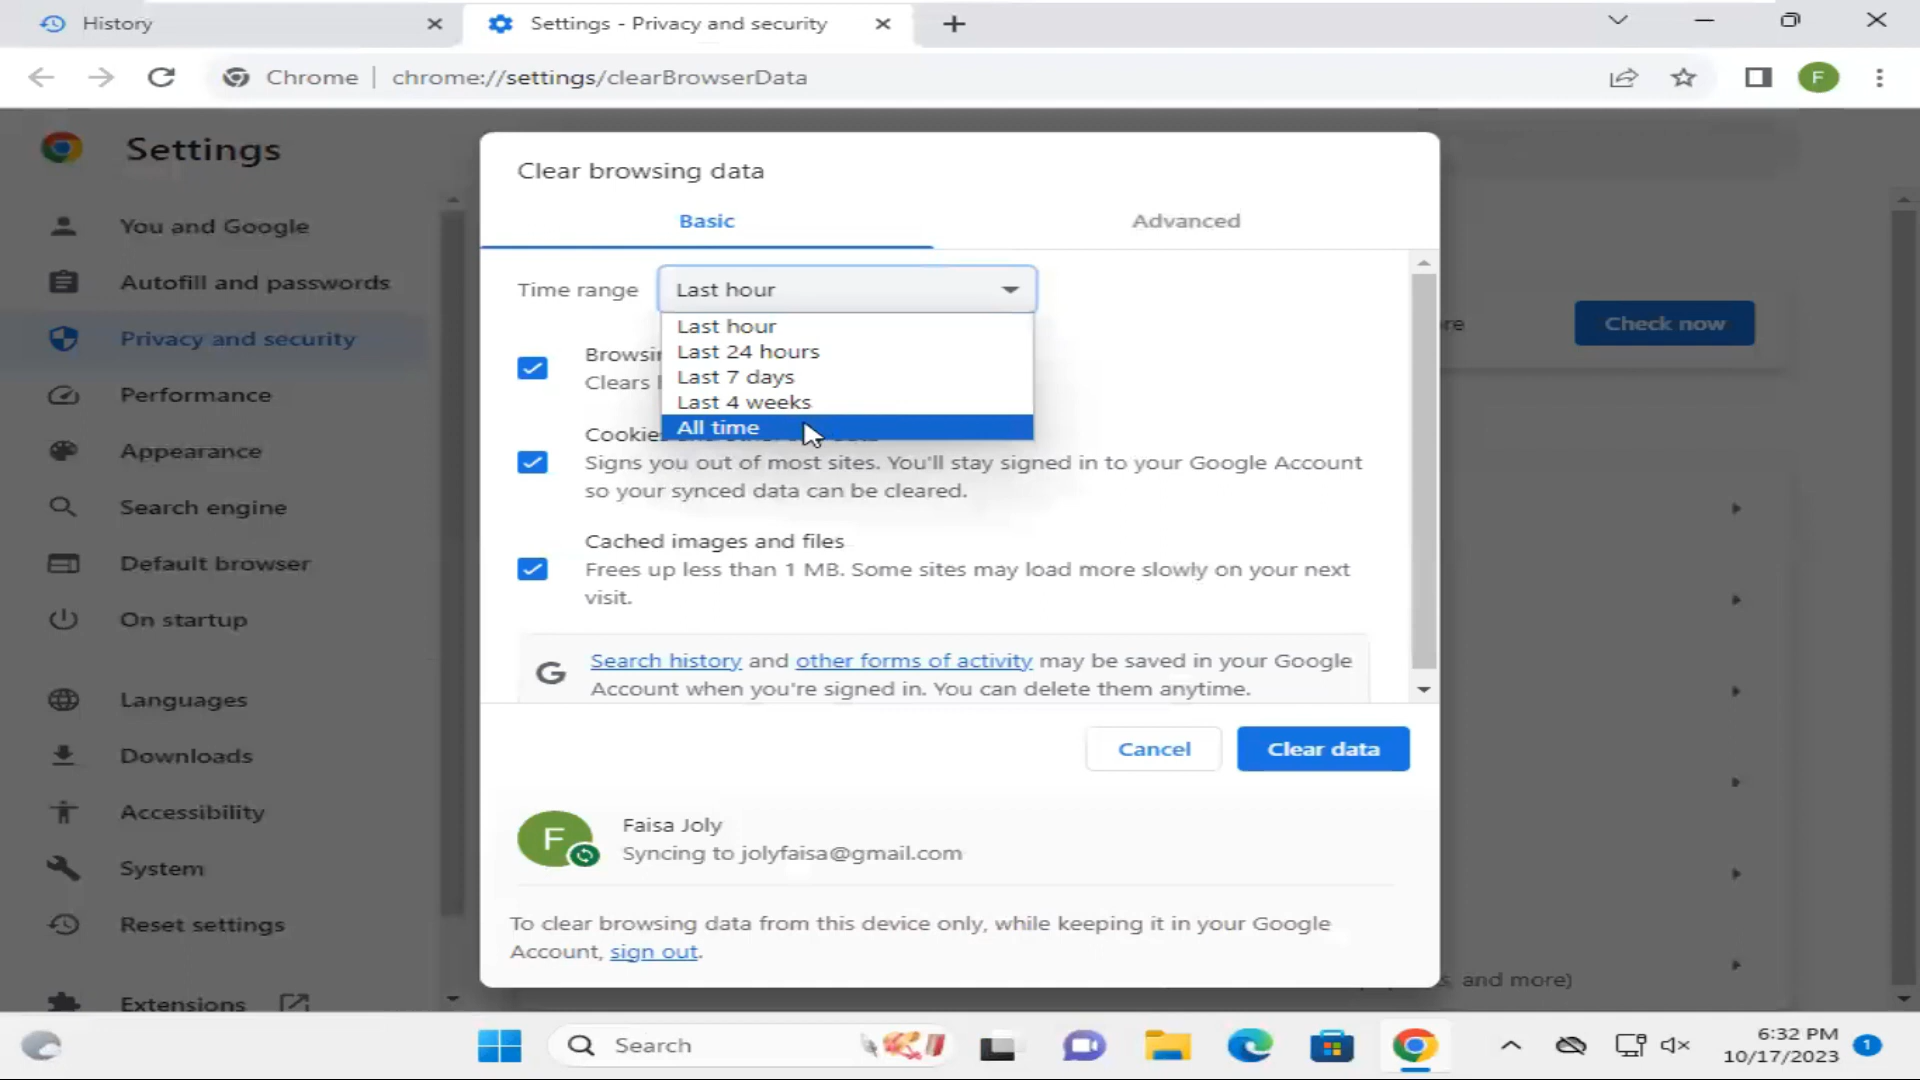 History
Settings - Privacy and security
Chrome
chrome://settings/clearBrowserData
F
Settings
You and Google
Autofill and passwords
Privacy and security
Performance
Appearance
Search engine
Default browser
On startup
Languages
Downloads
Accessibility
System
Reset settings
Extensions
Check now
and more)
Clear browsing data
Basic
Advanced
Time range
Last hour
Last hour
Last 24 hours
Last 7 days
Last 4 weeks
All time
Clears
Signs you out of most sites. You'll stay signed in to your Google Account
so your synced data can be cleared.
Cached images and files
Frees up less than 1 MB. Some sites may load more slowly on your next
visit.
G
Search history and other forms of activity may be saved in your Google
Account when you're signed in. You can delete them anytime.
Cancel
Clear data
F
Faisa Joly
Syncing to jolyfaisa@gmail.com
To clear browsing data from this device only, while keeping it in your Google
Account, sign out.
Search
6:32 PM
10/17/2023
1